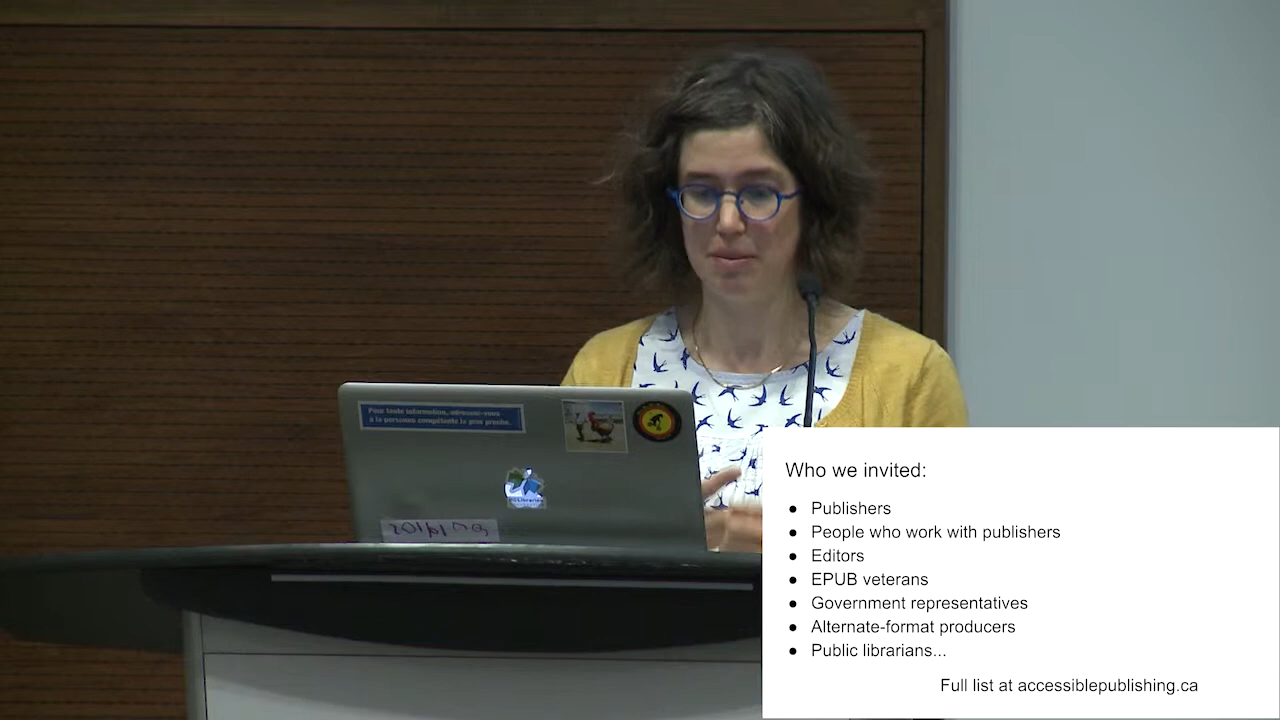 Pour toute information, adressez-vous
à la personne compétente la plus proche.
Who we invited:
● Publishers
● People who work with publishers
● Editors
● EPUB veterans
● Government representatives
● Alternate-format producers
● Public librarians...
Full list at accessiblepublishing.ca